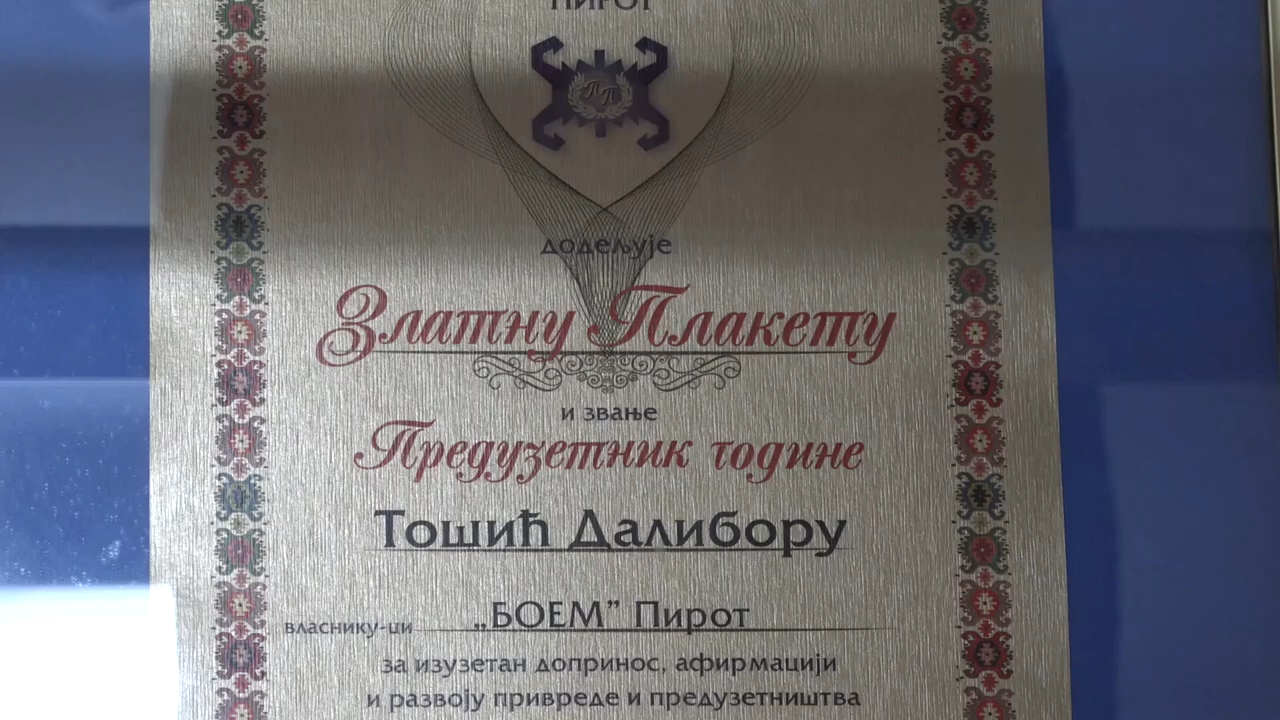 ПИРОТ
ПП
додељује
Златну Плакету
и звање
Предузетник године
Тошић Далибору
власнику-ци „БОЕМ” Пирот
за изузетан допринос, афирмацији
и развоју привреде и предузетништва